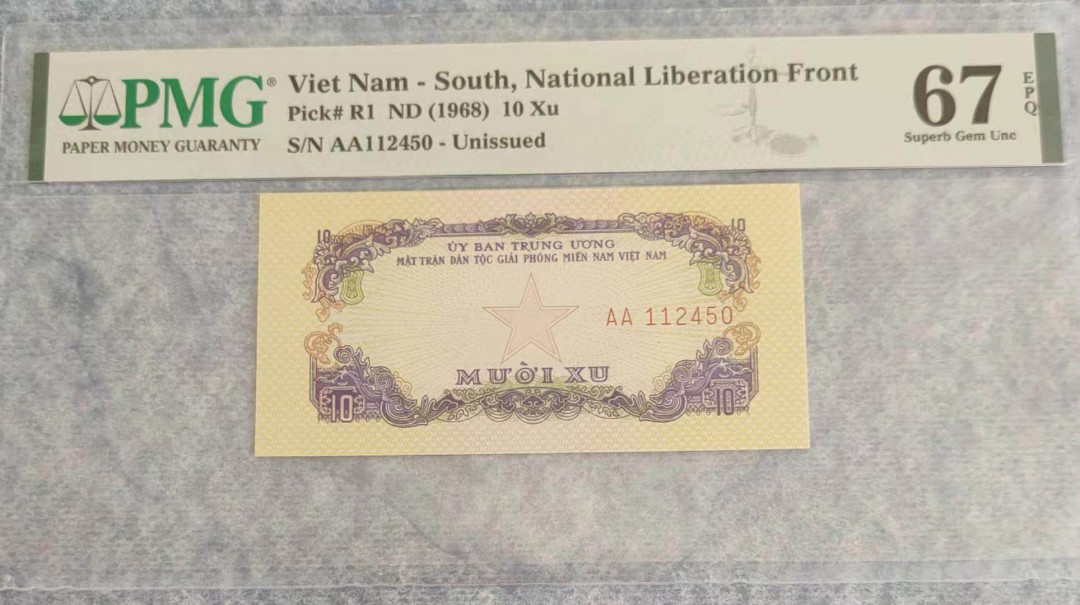 PMG®
PAPER MONEY GUARANTY
Viet Nam - South, National Liberation Front
Pick# R1 ND (1968) 10 Xu
S/N AA112450 - Unissued
67
EPQ
Superb Gem Unc
10 10
ỦY BAN TRUNG ƯƠNG
MẶT TRẬN DÂN TỘC GIẢI PHÓNG MIỀN NAM VIỆT NAM
AA 112450
MƯỜI XU
10 10